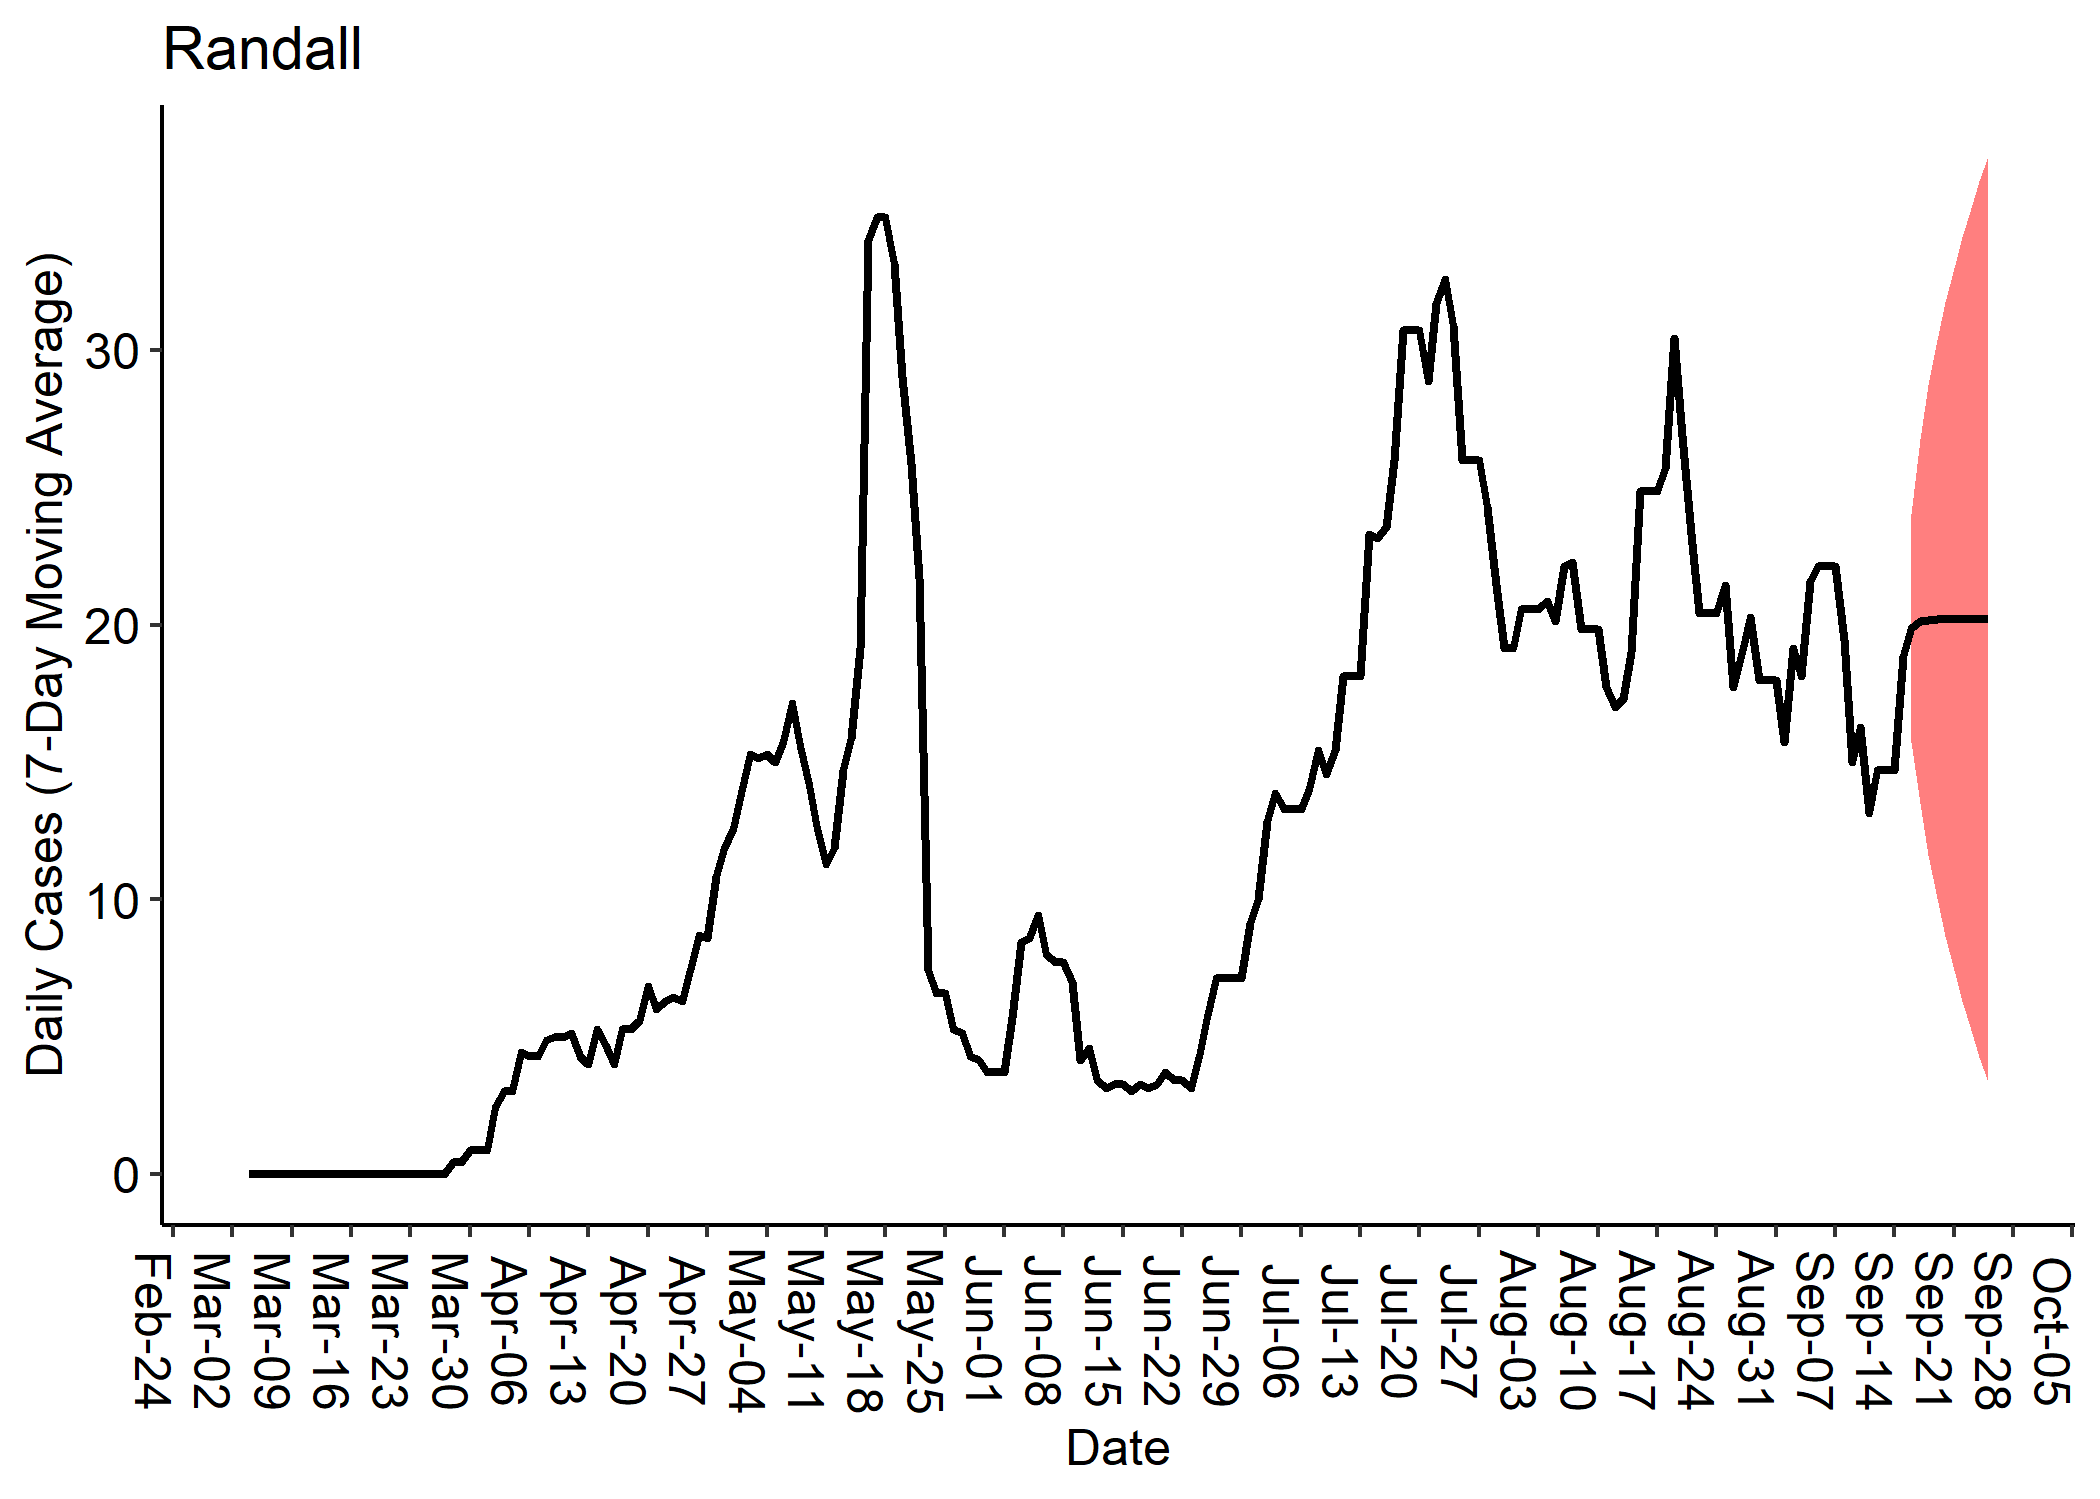 Randall
Daily Cases (7-Day Moving Average)
30
20
10
0
Feb-24
Mar-02
Mar-09
Mar-16
Mar-23
Mar-30
Apr-06
Apr-13
Apr-20
Apr-27
May-04
May-11
May-18
May-25
Jun-01
Jun-08
Jun-15
Jun-22
Jun-29
Jul-06
Jul-13
Jul-20
Jul-27
Aug-03
Aug-10
Aug-17
Aug-24
Aug-31
Sep-07
Sep-14
Sep-21
Sep-28
Oct-05
Date